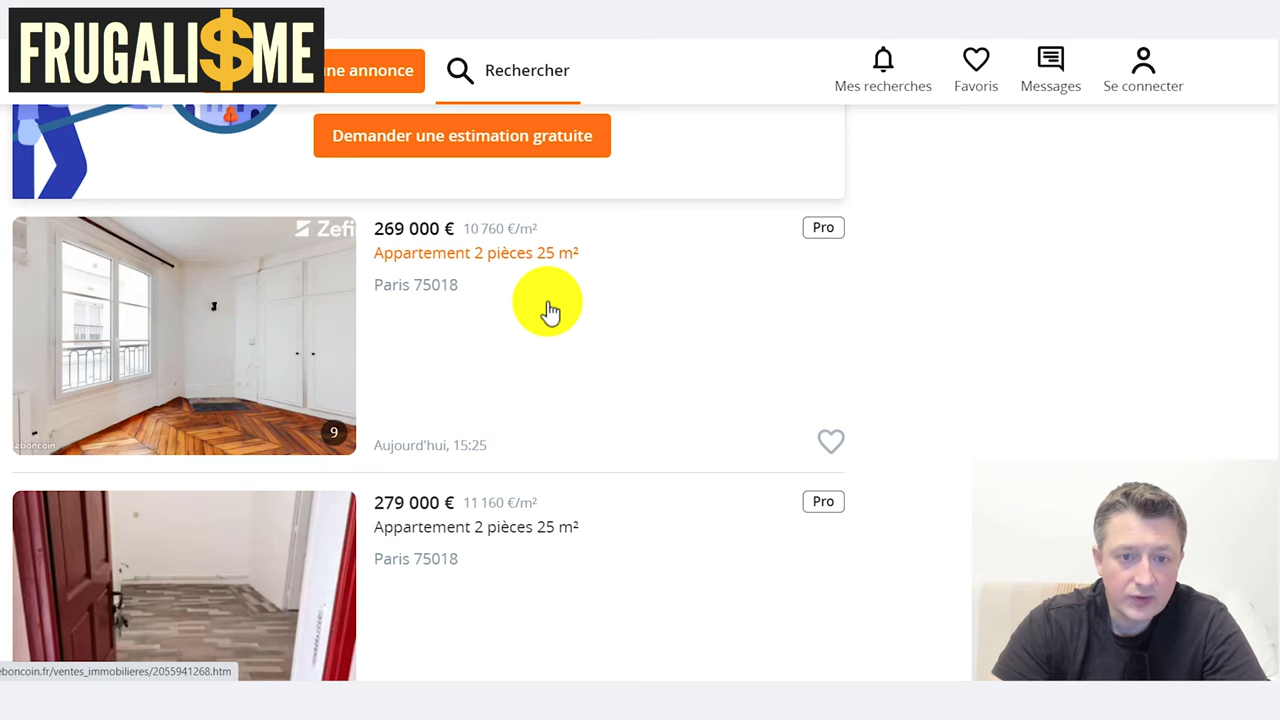 FRUGALI$ME
ne annonce
Rechercher
Mes recherches
Favoris
Messages
Se connecter
Demander une estimation gratuite
Zefi
269 000 € 10 760 €/m²
Pro
Appartement 2 pièces 25 m²
Paris 75018
9
eboncoin
Aujourd'hui, 15:25
279 000 € 11 160 €/m²
Pro
Appartement 2 pièces 25 m²
Paris 75018
eboncoin.fr/ventes_immobilieres/2055941268.htm